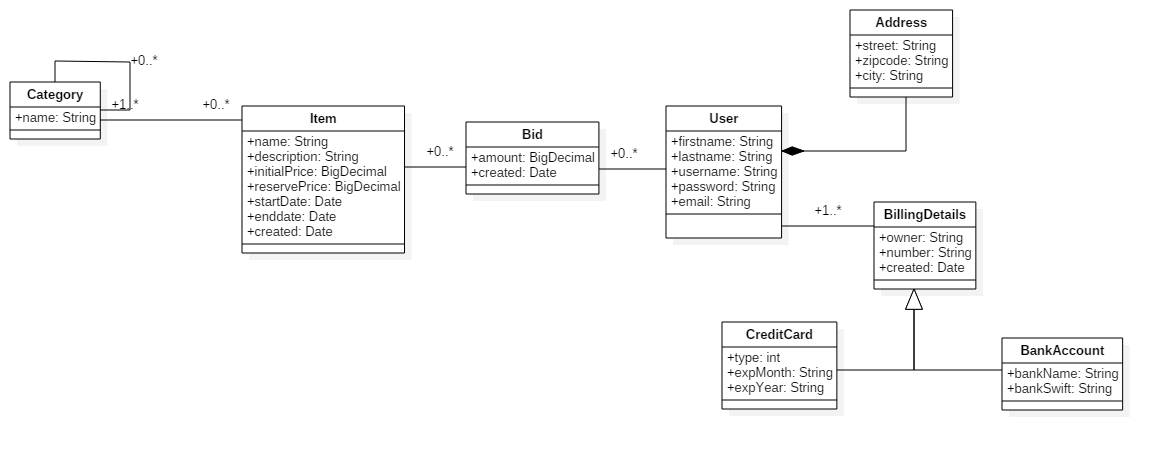 Address
+street: String
+zipcode: String
+city: String
+0..*
Category
+name: String
+1..*
+0..*
Item
+name: String
+description: String
+initialPrice: BigDecimal
+reservePrice: BigDecimal
+startDate: Date
+enddate: Date
+created: Date
+0..*
Bid
+amount: BigDecimal
+created: Date
+0..*
User
+firstname: String
+lastname: String
+username: String
+password: String
+email: String
+1..*
BillingDetails
+owner: String
+number: String
+created: Date
CreditCard
+type: int
+expMonth: String
+expYear: String
BankAccount
+bankName: String
+bankSwift: String